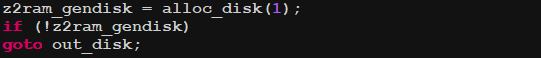 z2ram_gendisk = alloc_disk(1);
if (!z2ram_gendisk)
goto out_disk;